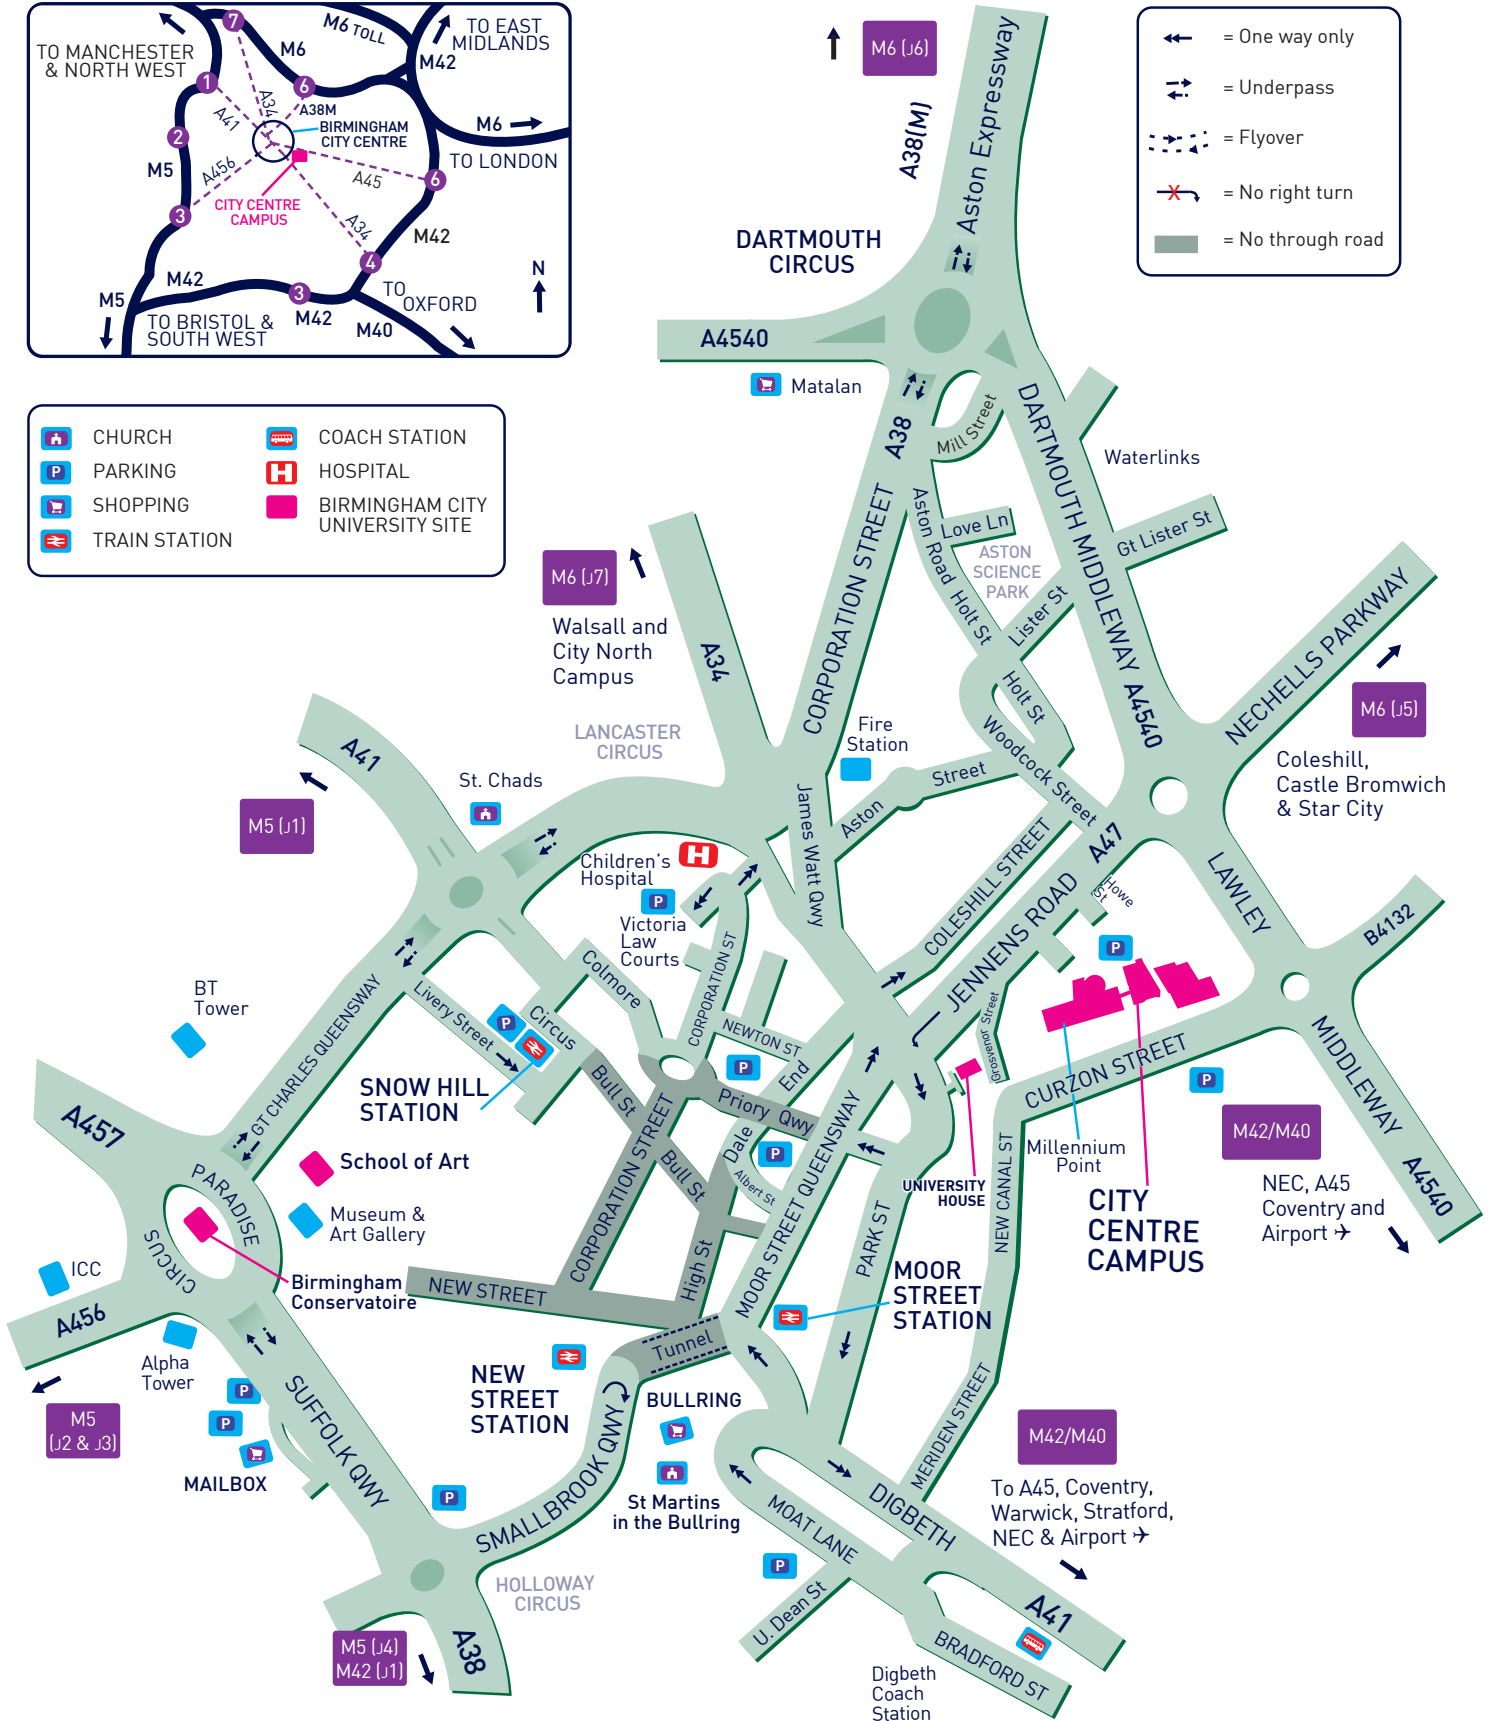 TO MANCHESTER
& NORTH WEST
7
M6
M6 TOLL
TO EAST
MIDLANDS
M42
1
6
A34
A38M
A41
BIRMINGHAM
CITY CENTRE
M6
TO LONDON
2
M5
A456
A45
6
CITY CENTRE
CAMPUS
3
A34
M42
4
M42
3
M42
TO
OXFORD
N
M5
TO BRISTOL &
SOUTH WEST
M40
CHURCH
PARKING
SHOPPING
TRAIN STATION
COACH STATION
H
HOSPITAL
BIRMINGHAM CITY
UNIVERSITY SITE
P
= One way only
= Underpass
= Flyover
X
= No right turn
= No through road
M6 (J6)
A38(M)
Aston Expressway
DARTMOUTH
CIRCUS
A4540
Matalan
A38
Mill Street
DARTMOUTH MIDDLEWAY
A4540
Waterlinks
Aston Road
Love Ln
Gt Lister St
ASTON
SCIENCE
PARK
Holt St
Lister St
CORPORATION STREET
M6 (J7)
Walsall and
City North
Campus
A34
NECHELLS PARKWAY
M6 (J5)
Coleshill,
Castle Bromwich
& Star City
Holt St
Woodcock Street
LANCASTER
CIRCUS
Fire
Station
Aston
Street
James Watt Qwy
A41
M5 (J1)
St. Chads
Children's
Hospital
H
P
Victoria
Law
Courts
COLESHILL STREET
A47
JENNENS ROAD
Howe
St
LAWLEY
B4132
P
MIDDLEWAY
A4540
BT
Tower
GT CHARLES QUEENSWAY
Livery Street
P
Colmore
Circus
CORPORATION ST
NEWTON ST
P
SNOW HILL
STATION
Bull St
Priory Qwy
Dale
End
P
Albert St
Grosvenor Street
CURZON STREET
P
Millennium
Point
M42/M40
NEC, A45
Coventry and
Airport ✈
UNIVERSITY
HOUSE
CITY
CENTRE
CAMPUS
A457
PARADISE
CIRCUS
School of Art
Museum &
Art Gallery
Birmingham
Conservatoire
ICC
A456
Alpha
Tower
M5
(J2 & J3)
CORPORATION STREET
Bull St
NEW STREET
High St
MOOR STREET QUEENSWAY
PARK ST
NEW CANAL ST
MOOR
STREET
STATION
Tunnel
NEW
STREET
STATION
BULLRING
P
P
MAILBOX
SUFFOLK QWY
P
SMALLBROOK QWY
St Martins
in the Bullring
MERIDEN STREET
DIGBETH
MOAT LANE
P
U. Dean St
M42/M40
To A45, Coventry,
Warwick, Stratford,
NEC & Airport ✈
A41
BRADFORD ST
Digbeth
Coach
Station
HOLLOWAY
CIRCUS
M5 (J4)
M42 (J1)
A38